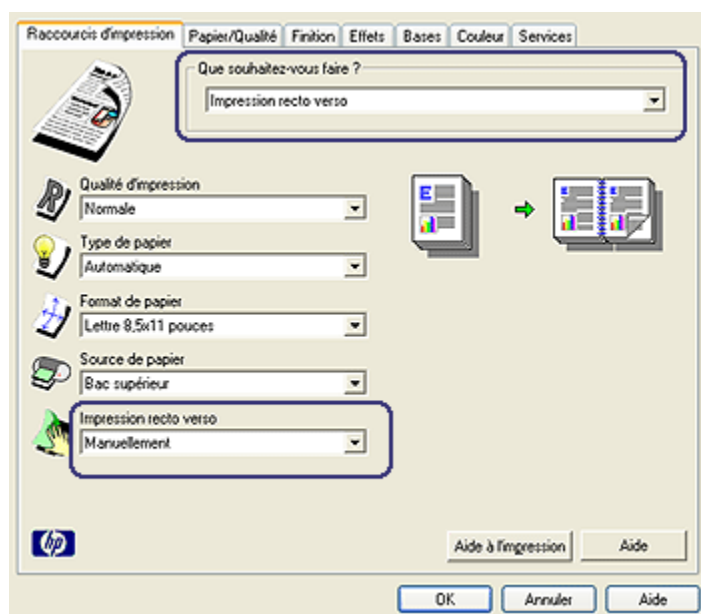 Raccourcis d'impression Papier/Qualité Finition Effets Bases Couleur Services
Que souhaitez-vous faire ?
Impression recto verso
Qualité d'impression
Normale
Type de papier
Automatique
Format de papier
Lettre 8,5x11 pouces
Source de papier
Bac supérieur
Impression recto verso
Manuellement
hp
Aide à l'impression Aide
OK Annuler Aide